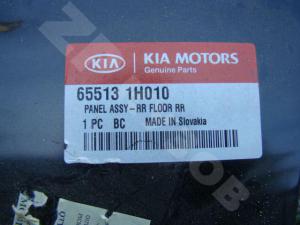 KIA KIA MOTORS
Genuine Parts
65513 1H010
PANEL ASSY-RR FLOOR RR
1 PC BC MADE IN Slovakia